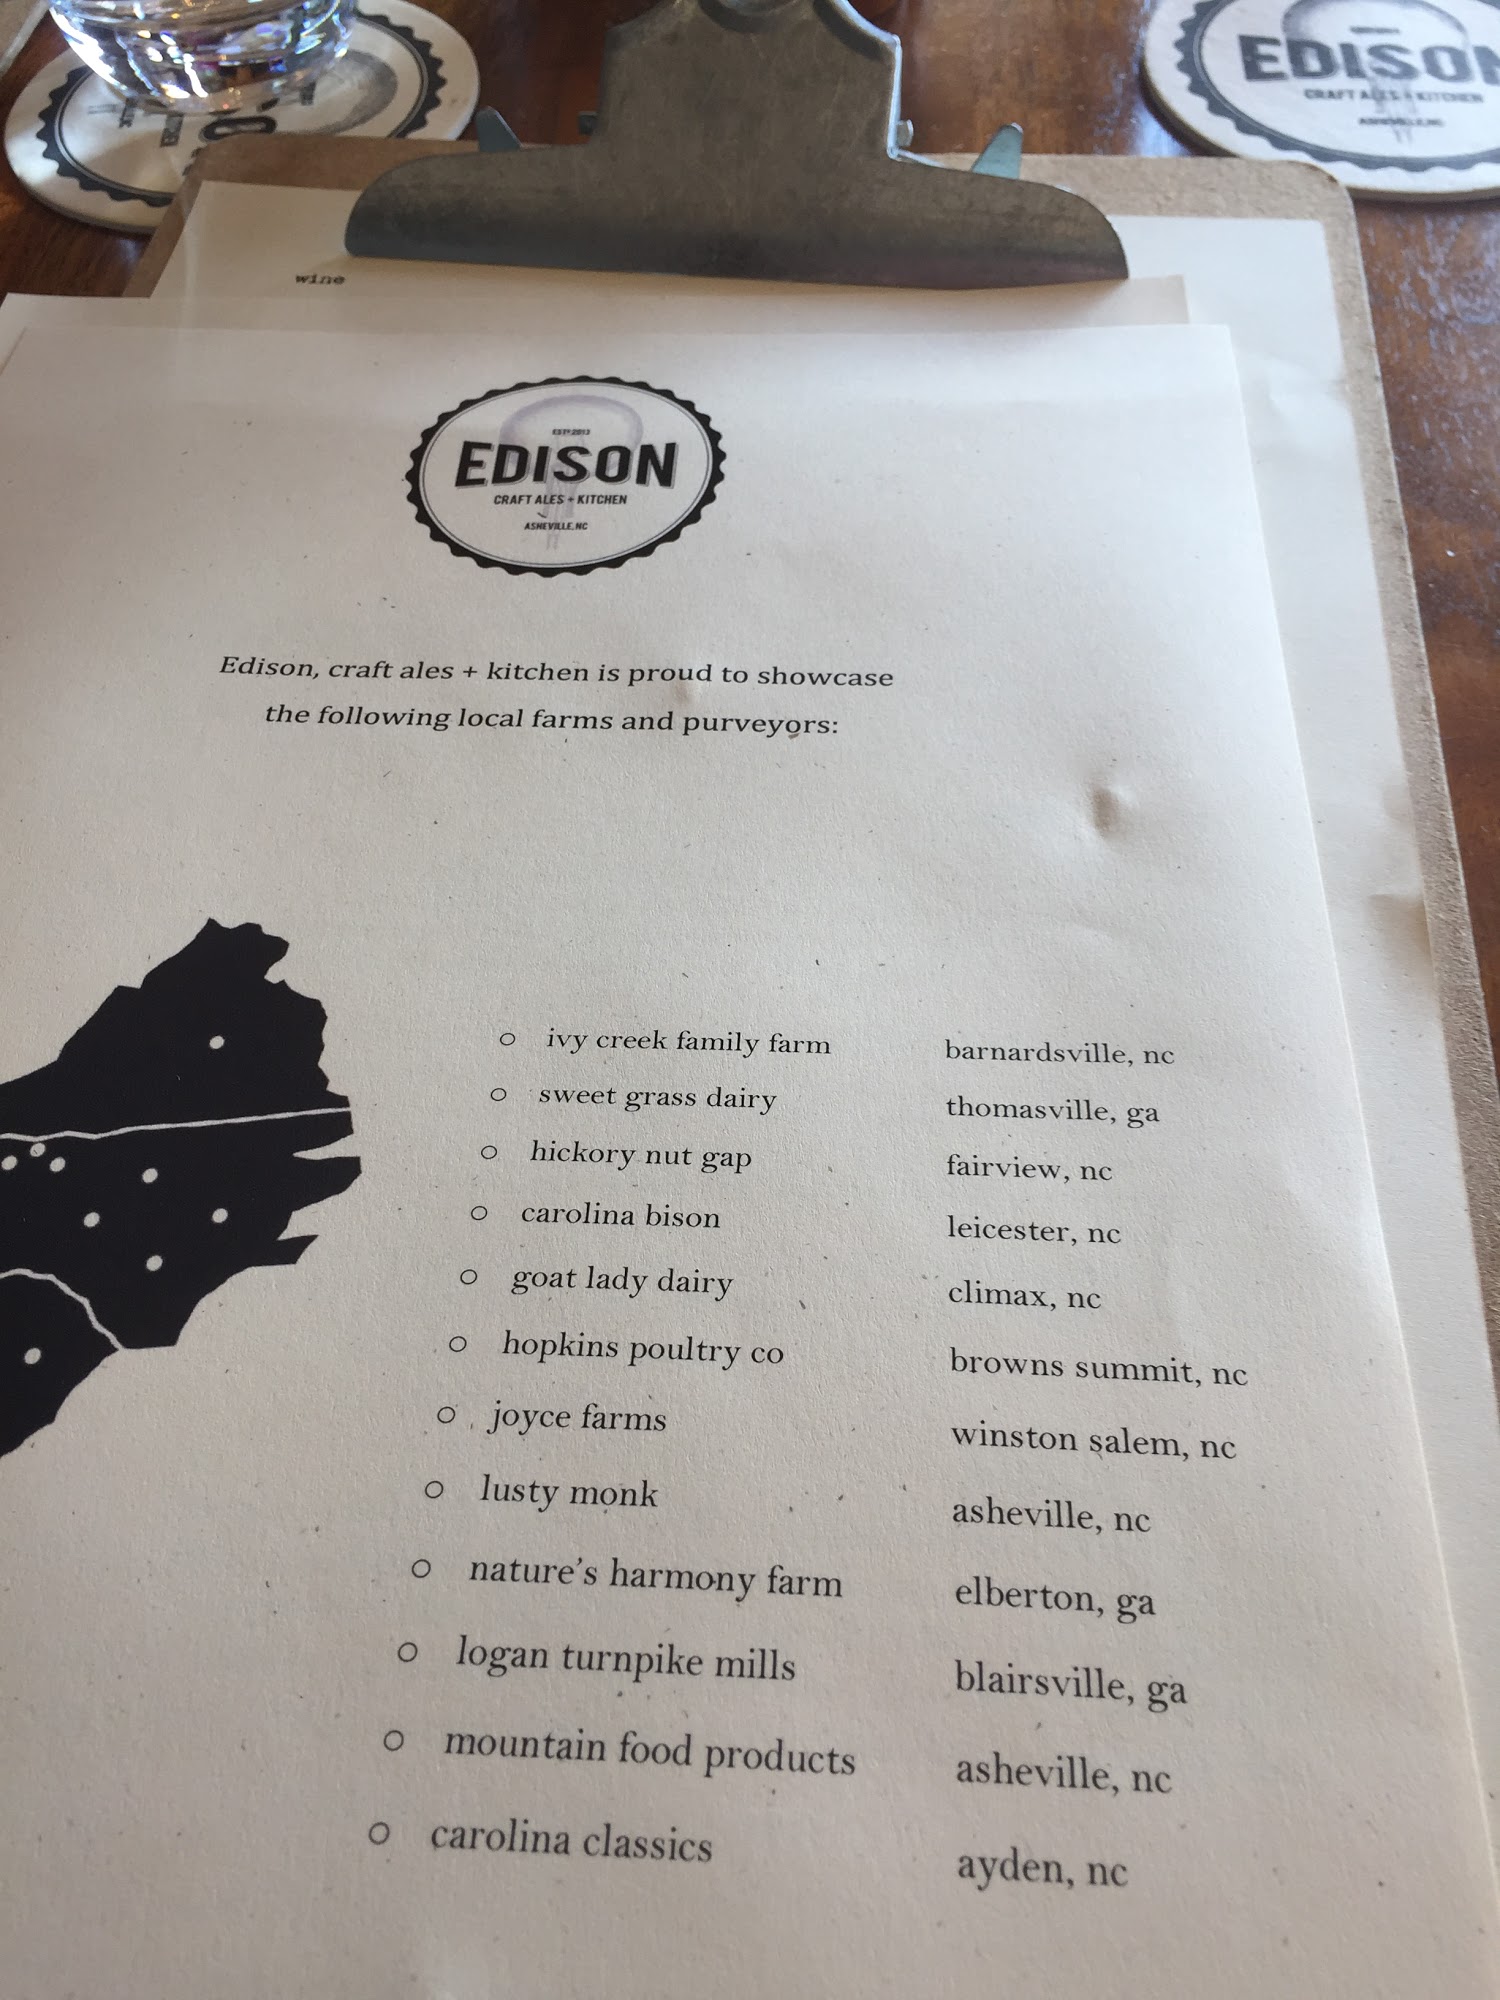 EDISON
CRAFT ALES + KITCHEN
ASHEVILLE, NC
wine
EST. 2013
EDISON
CRAFT ALES + KITCHEN
ASHEVILLE, NC
Edison, craft ales + kitchen is proud to showcase
the following local farms and purveyors:
ivy creek family farm barnardsville, nc
sweet grass dairy thomasville, ga
hickory nut gap fairview, nc
carolina bison leicester, nc
goat lady dairy climax, nc
hopkins poultry co browns summit, nc
joyce farms winston salem, nc
lusty monk asheville, nc
nature's harmony farm elberton, ga
logan turnpike mills blairsville, ga
mountain food products asheville, nc
carolina classics ayden, nc